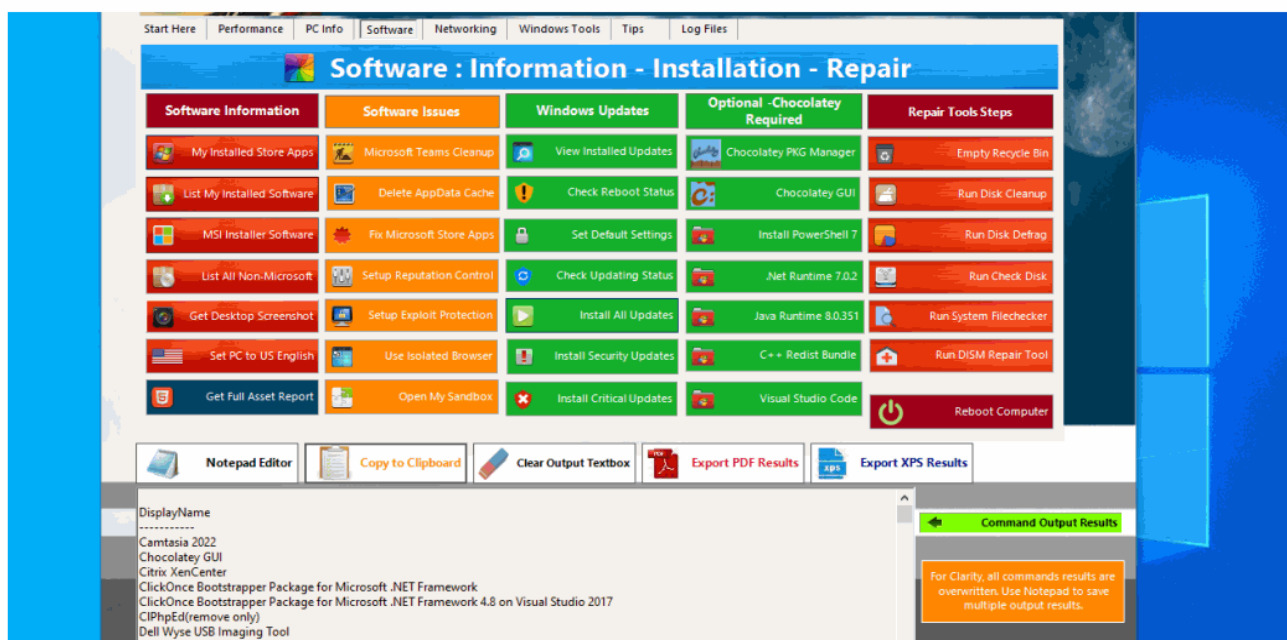 Start Here Performance PC Info Software Networking Windows Tools Tips Log Files
Software : Information - Installation - Repair
Software Information
My Installed Store Apps
List My Installed Software
MSI Installer Software
List All Non-Microsoft
Get Desktop Screenshot
Set PC to US English
Get Full Asset Report
Software Issues
Microsoft Teams Cleanup
Delete AppData Cache
Fix Microsoft Store Apps
Setup Reputation Control
Setup Exploit Protection
Use Isolated Browser
Open My Sandbox
Windows Updates
View Installed Updates
Check Reboot Status
Set Default Settings
Check Updating Status
Install All Updates
Install Security Updates
Install Critical Updates
Optional -Chocolatey
Required
Chocolatey PKG Manager
Chocolatey GUI
Install PowerShell 7
.Net Runtime 7.0.2
Java Runtime 8.0.351
C++ Redist Bundle
Visual Studio Code
Repair Tools Steps
Empty Recycle Bin
Run Disk Cleanup
Run Disk Defrag
Run Check Disk
Run System Filechecker
Run DISM Repair Tool
Reboot Computer
Notepad Editor
Copy to Clipboard
Clear Output Textbox
PDF
Export PDF Results
xps
Export XPS Results
DisplayName
-----------
Camtasia 2022
Chocolatey GUI
Citrix XenCenter
ClickOnce Bootstrapper Package for Microsoft .NET Framework
ClickOnce Bootstrapper Package for Microsoft .NET Framework 4.8 on Visual Studio 2017
ClPhpEd(remove only)
Dell Wyse USB Imaging Tool
Command Output Results
For Clarity, all commands results are
overwritten. Use Notepad to save
multiple output results.